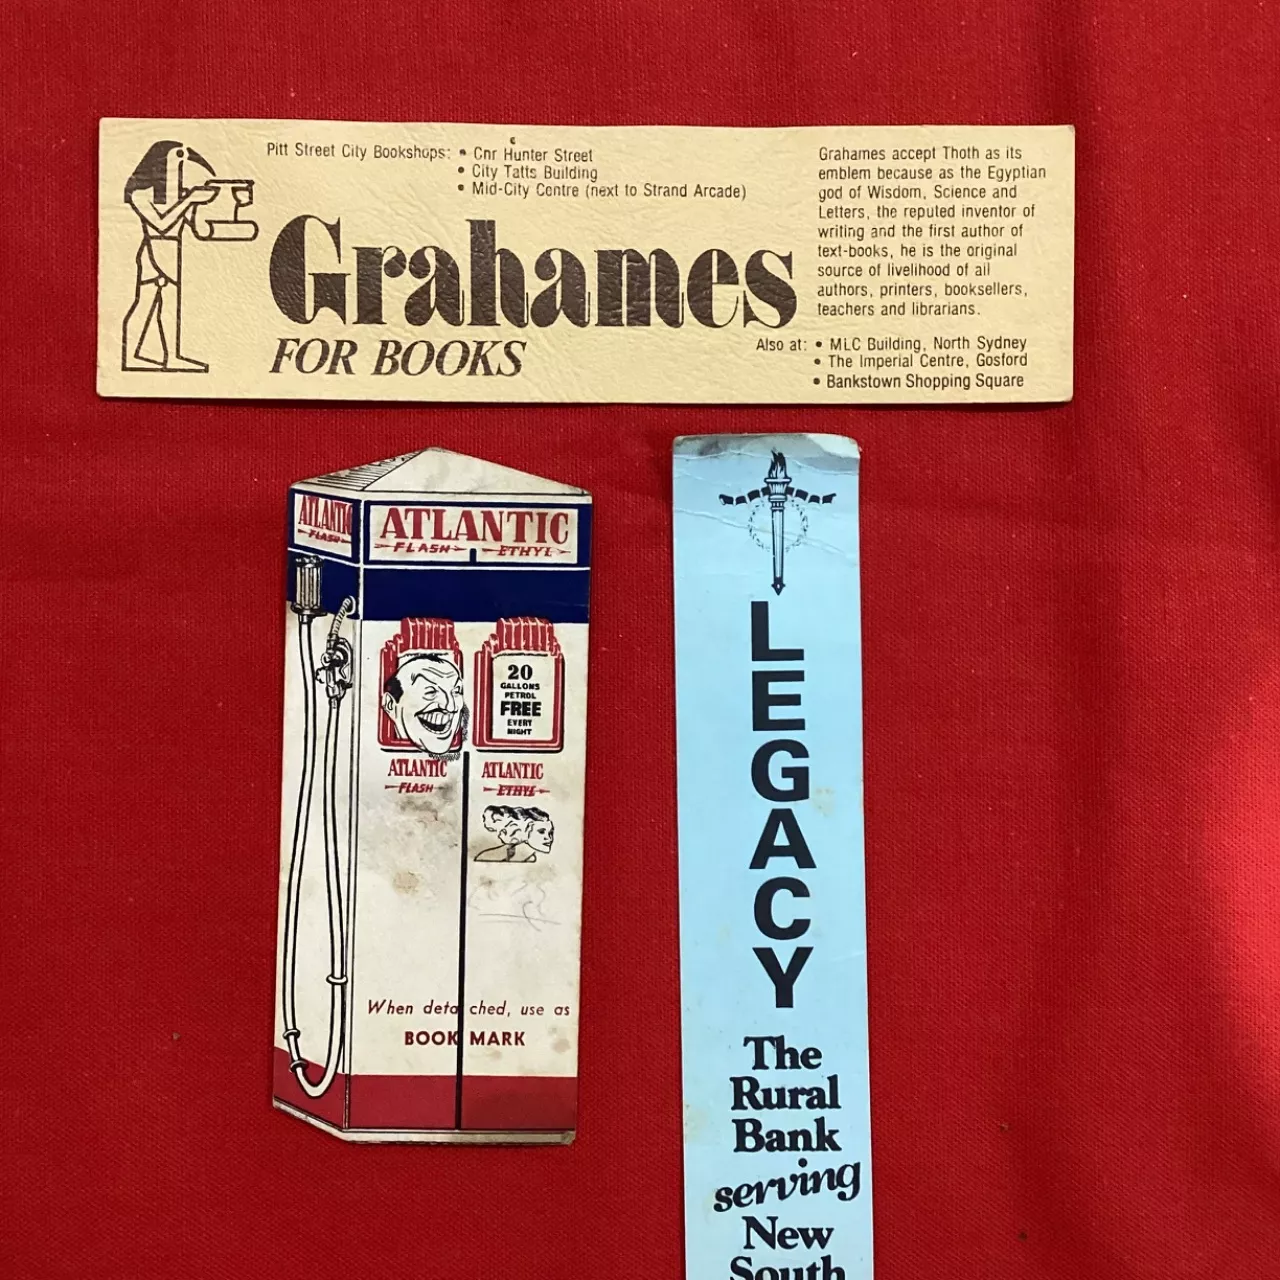 Pitt Street City Bookshops: • Cnr Hunter Street
• City Tatts Building
• Mid-City Centre (next to Strand Arcade)
Grahames
FOR BOOKS
Grahames accept Thoth as its
emblem because as the Egyptian
god of Wisdom, Science and
Letters, the reputed inventor of
writing and the first author of
text-books, he is the original
source of livelihood of all
authors, printers, booksellers,
teachers and librarians.
Also at: • MLC Building, North Sydney
• The Imperial Centre, Gosford
• Bankstown Shopping Square
ATLANTIC
FLASH
ATLANTIC
FLASH ETHYL
20
GALLONS
PETROL
FREE
EVERY
NIGHT
ATLANTIC
FLASH
ATLANTIC
ETHYL
When detached, use as
BOOK MARK
LEGACY
The
Rural
Bank
serving
New
South